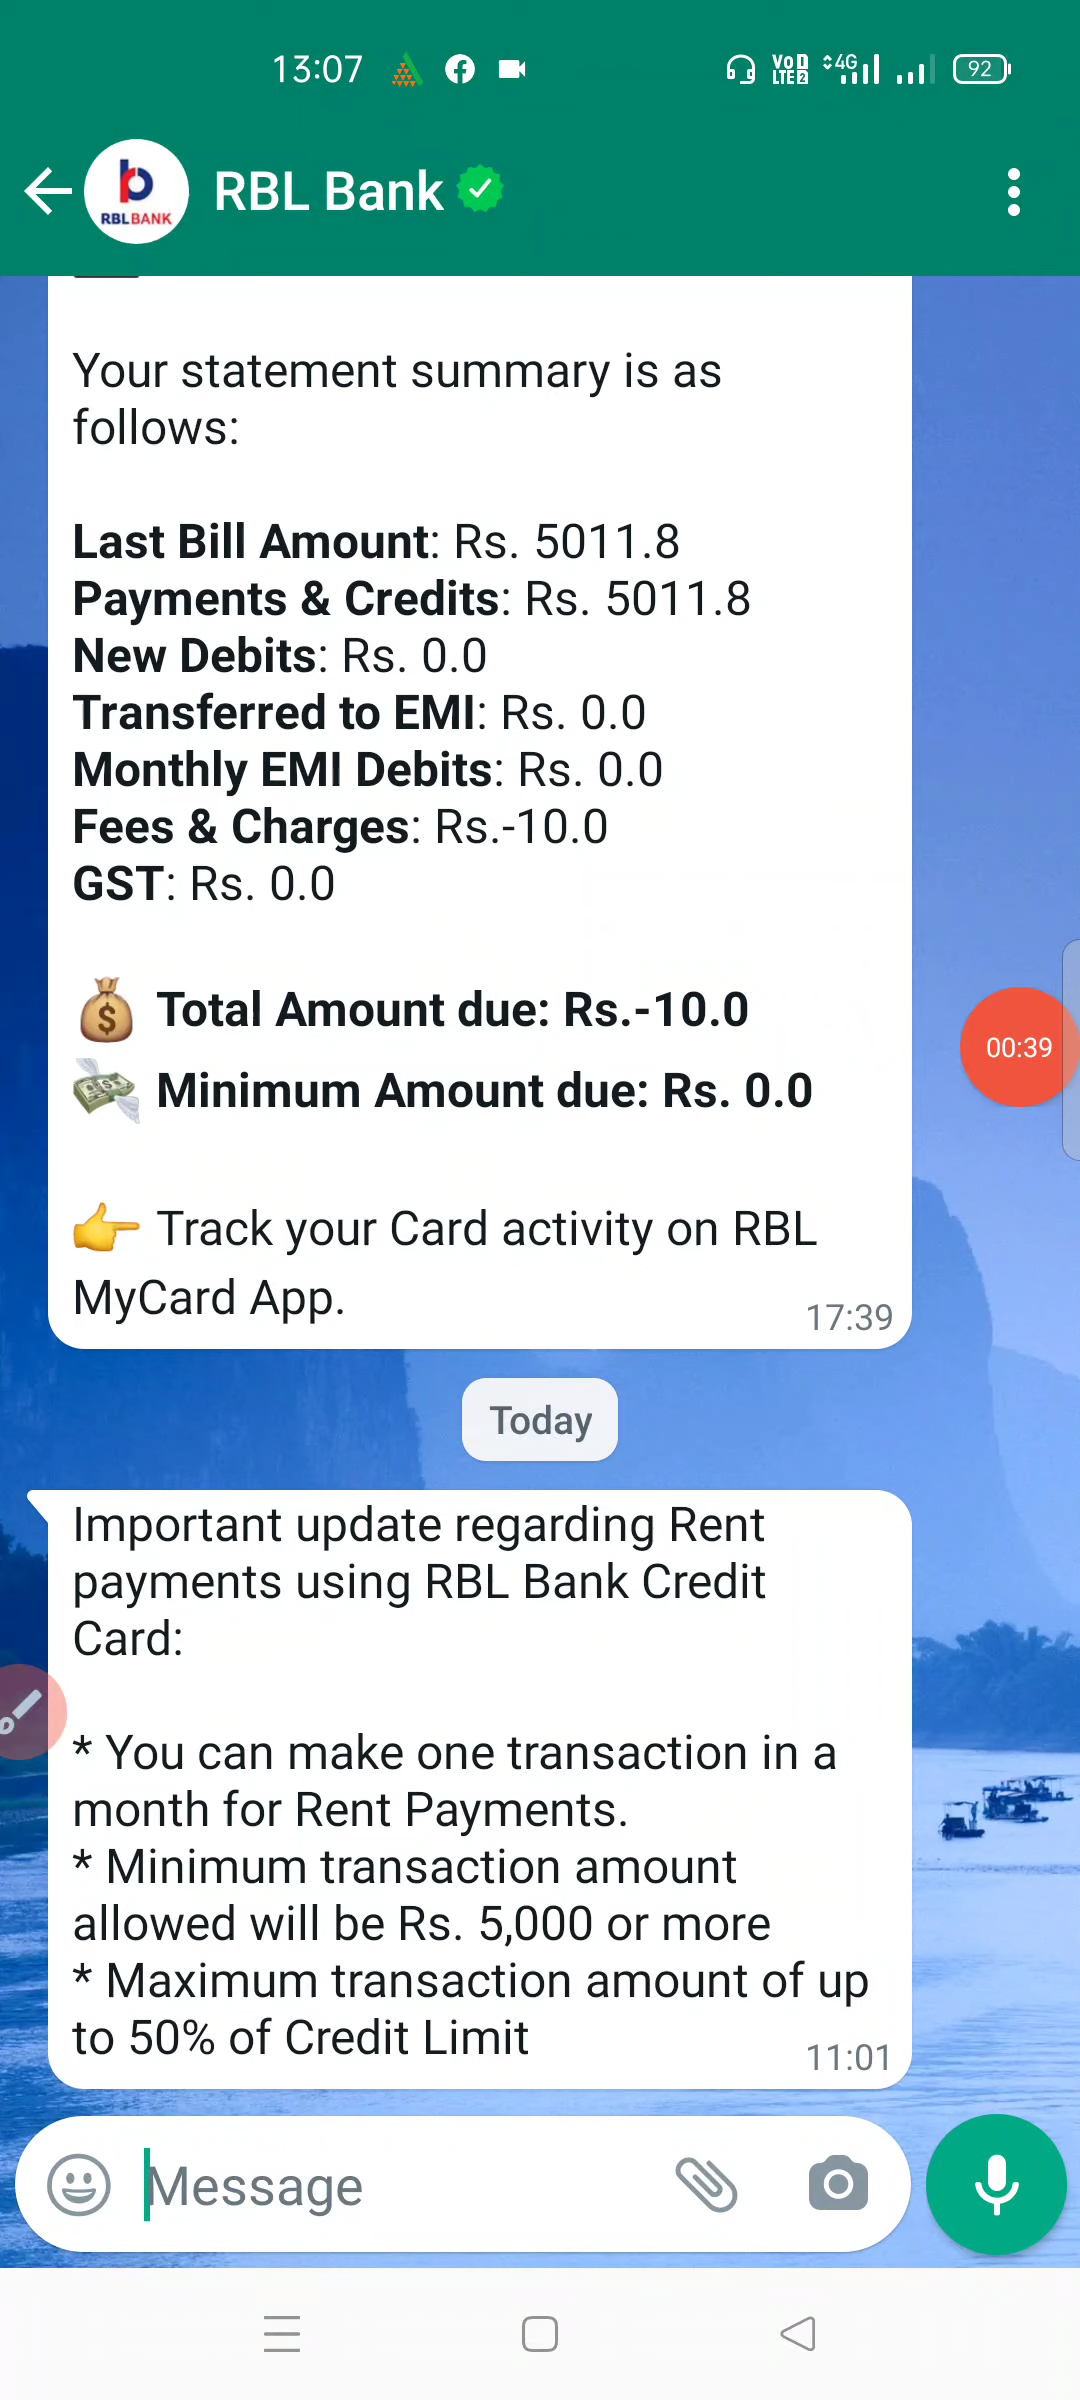 13:07
VoD LTE2
4G
92
RBLBANK
RBL Bank
Your statement summary is as
follows:
Last Bill Amount: Rs. 5011.8
Payments & Credits: Rs. 5011.8
New Debits: Rs. 0.0
Transferred to EMI: Rs. 0.0
Monthly EMI Debits: Rs. 0.0
Fees & Charges: Rs.-10.0
GST: Rs. 0.0
Total Amount due: Rs.-10.0
00:39
Minimum Amount due: Rs. 0.0
Track your Card activity on RBL
MyCard App.
17:39
Today
Important update regarding Rent
payments using RBL Bank Credit
Card:
* You can make one transaction in a
month for Rent Payments.
* Minimum transaction amount
allowed will be Rs. 5,000 or more
* Maximum transaction amount of up
to 50% of Credit Limit
11:01
Message